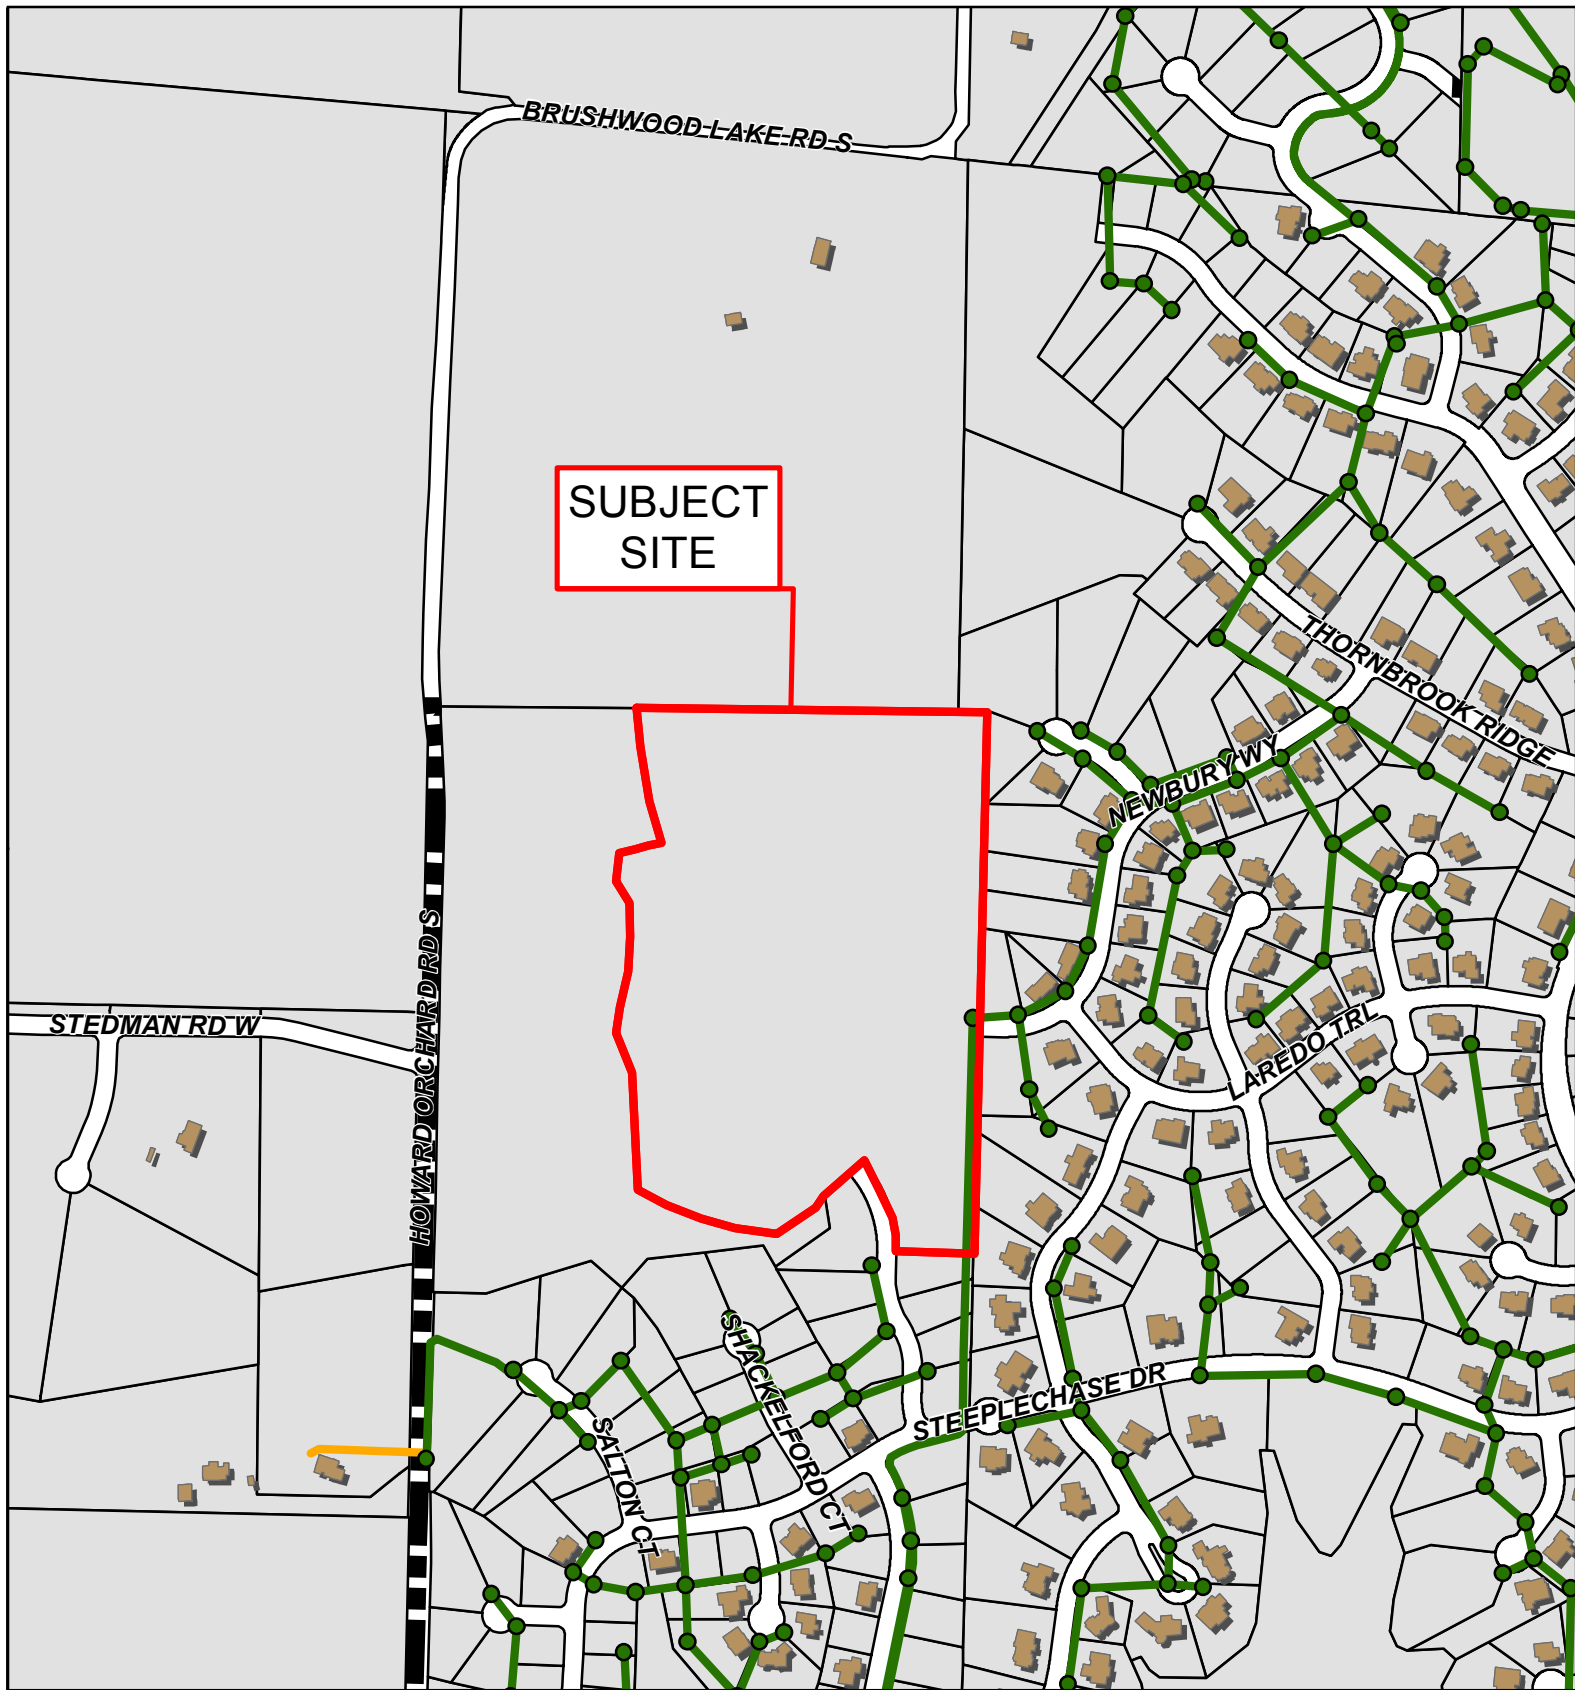 BRUSHWOOD LAKE RD S
SUBJECT
SITE
THORNBROOK RIDGE
NEWBURY WY
HOWARD ORCHARD RD S
STEDMAN RD W
LAREDO TRL
SHACKELFORD CT
STEEPLECHASE DR
SALTON CT